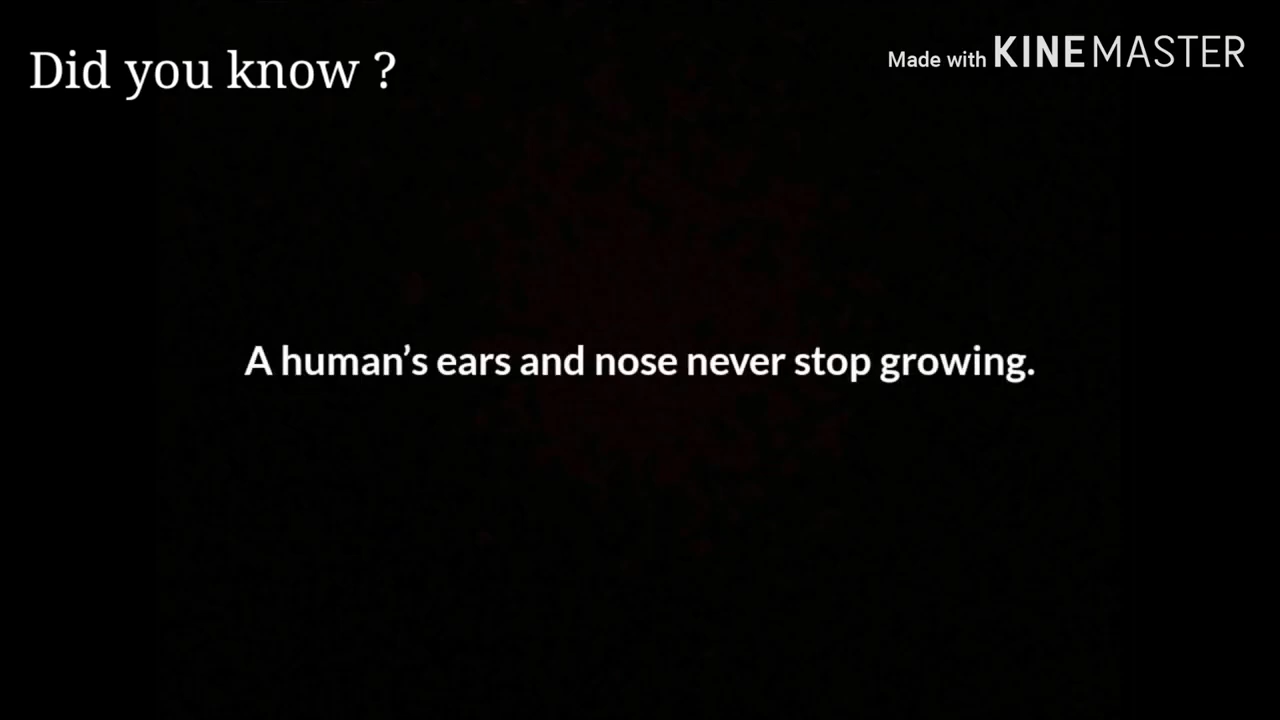 Did you know ?
Made with KINEMASTER
A human’s ears and nose never stop growing.